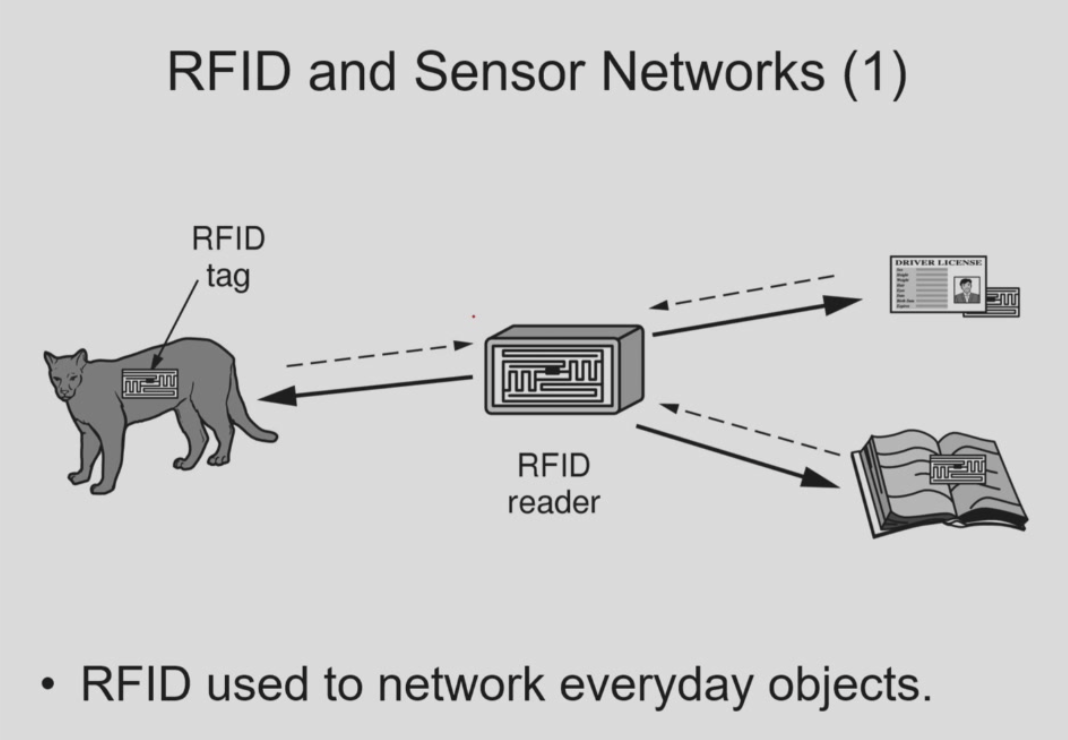 RFID and Sensor Networks (1)
RFID
tag
DRIVER LICENSE
RFID
reader
• RFID used to network everyday objects.